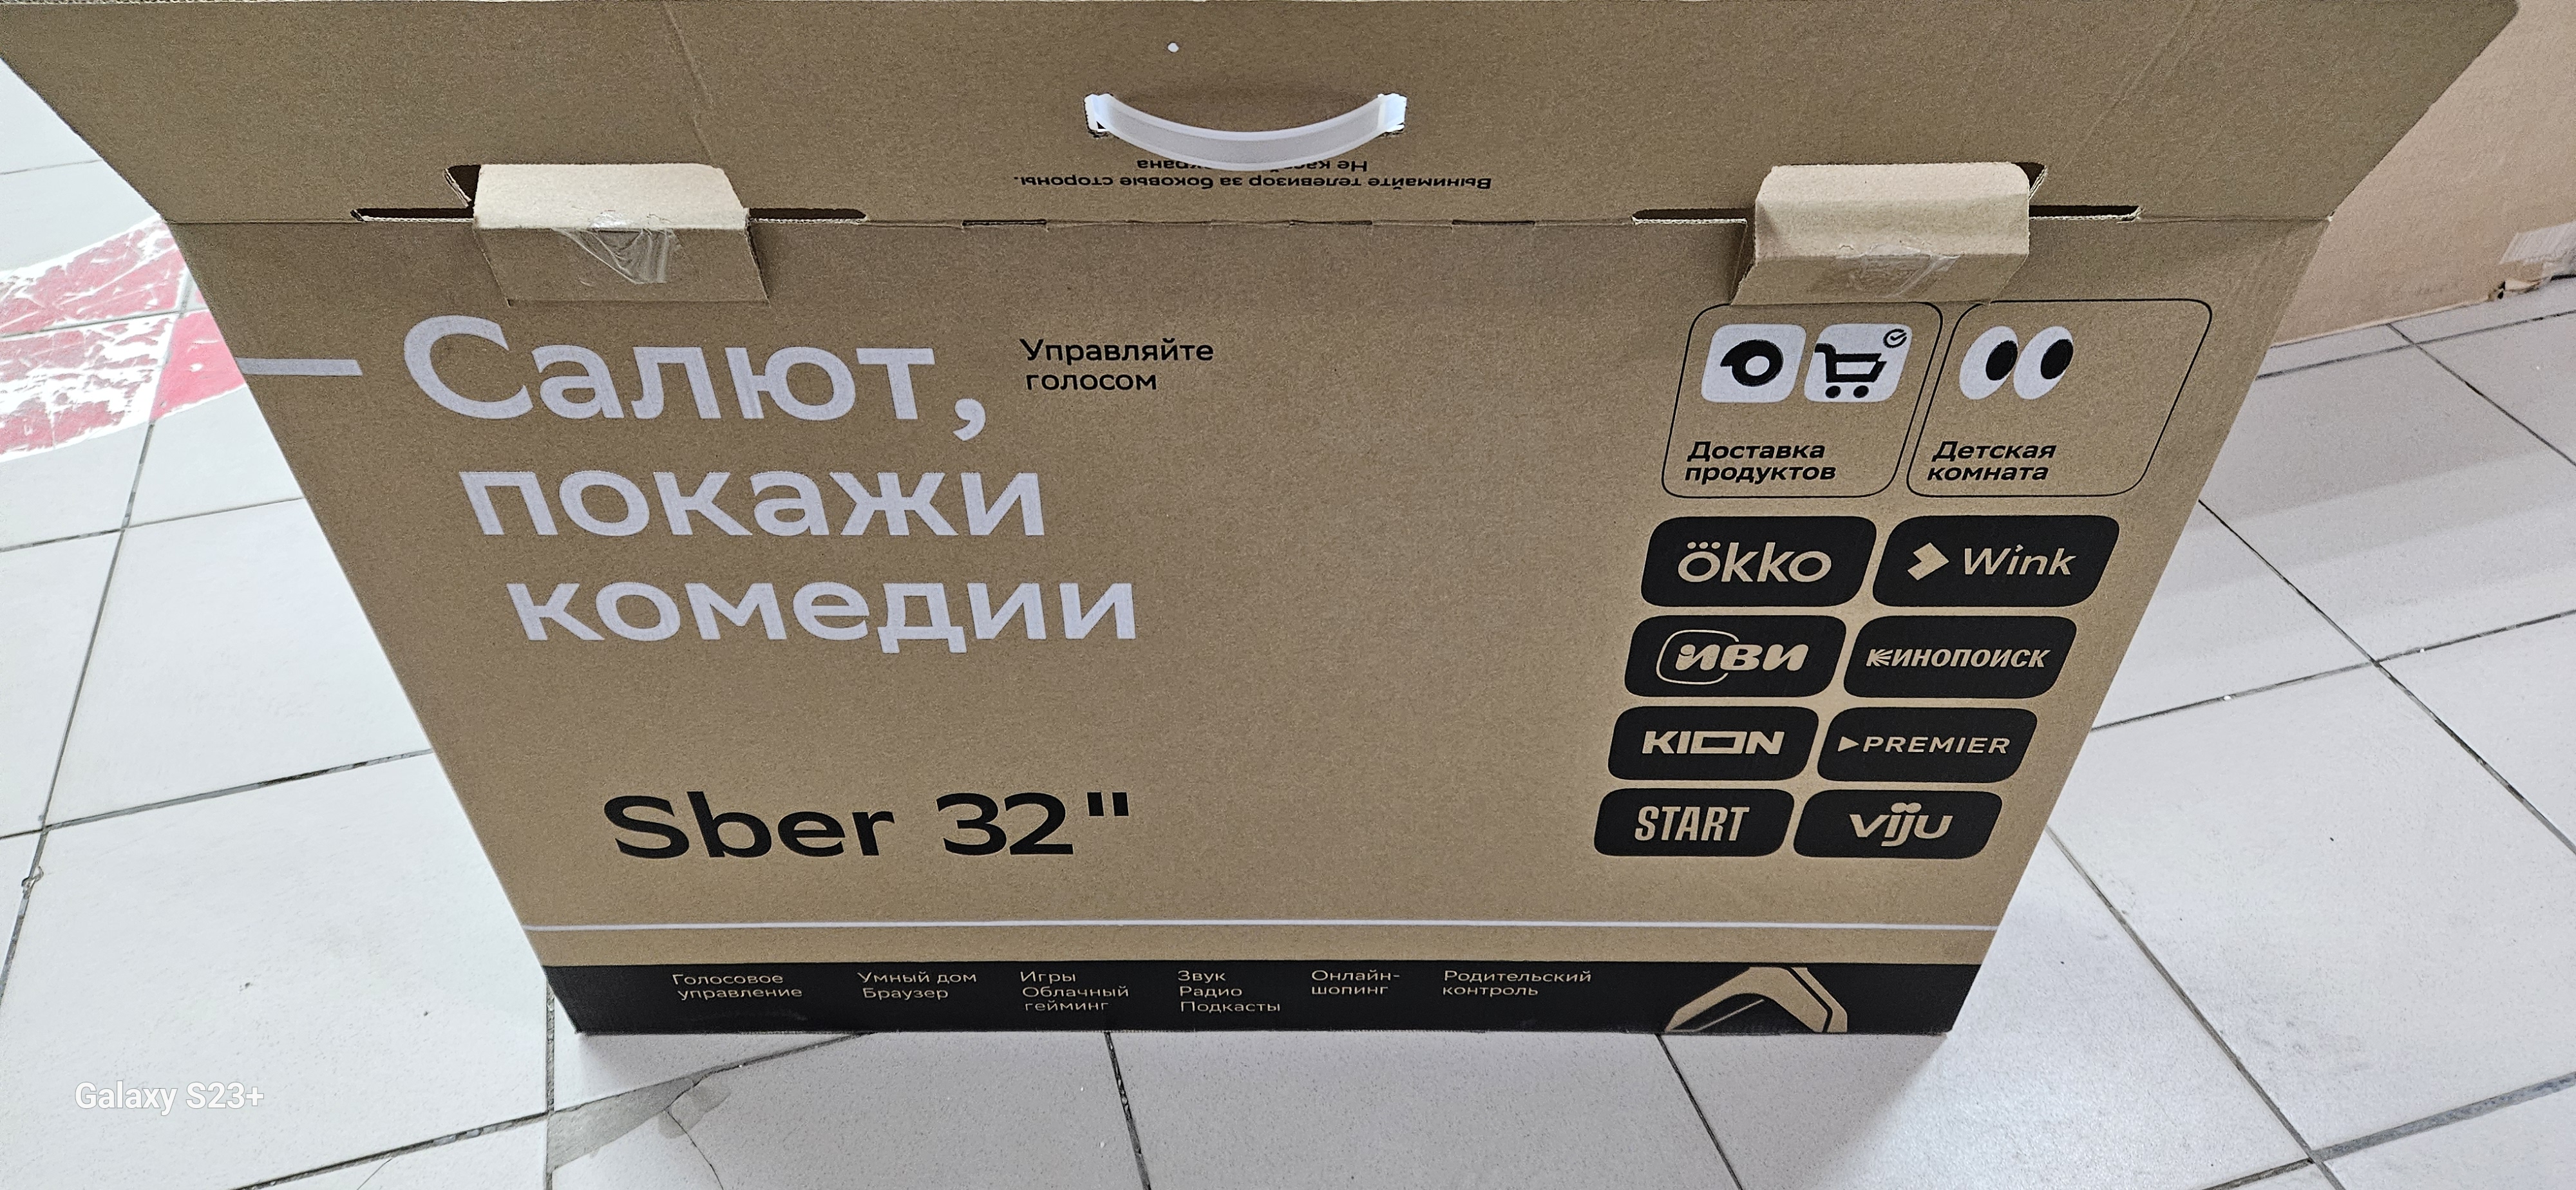 Не
Вынимайте телевизор за боковые стороны.
Салют,
покажи
комедии
Управляйте
голосом
Доставка
продуктов
Детская
комната
ökko
Wink
иви
КИНОПОИСК
KION
PREMIER
START
viju
Sber 32"
Голосовое
управление
Умный дом
Браузер
Игры
Облачный
гейминг
Звук
Радио
Подкасты
Онлайн-
шопинг
Родительский
контроль
Galaxy S23+